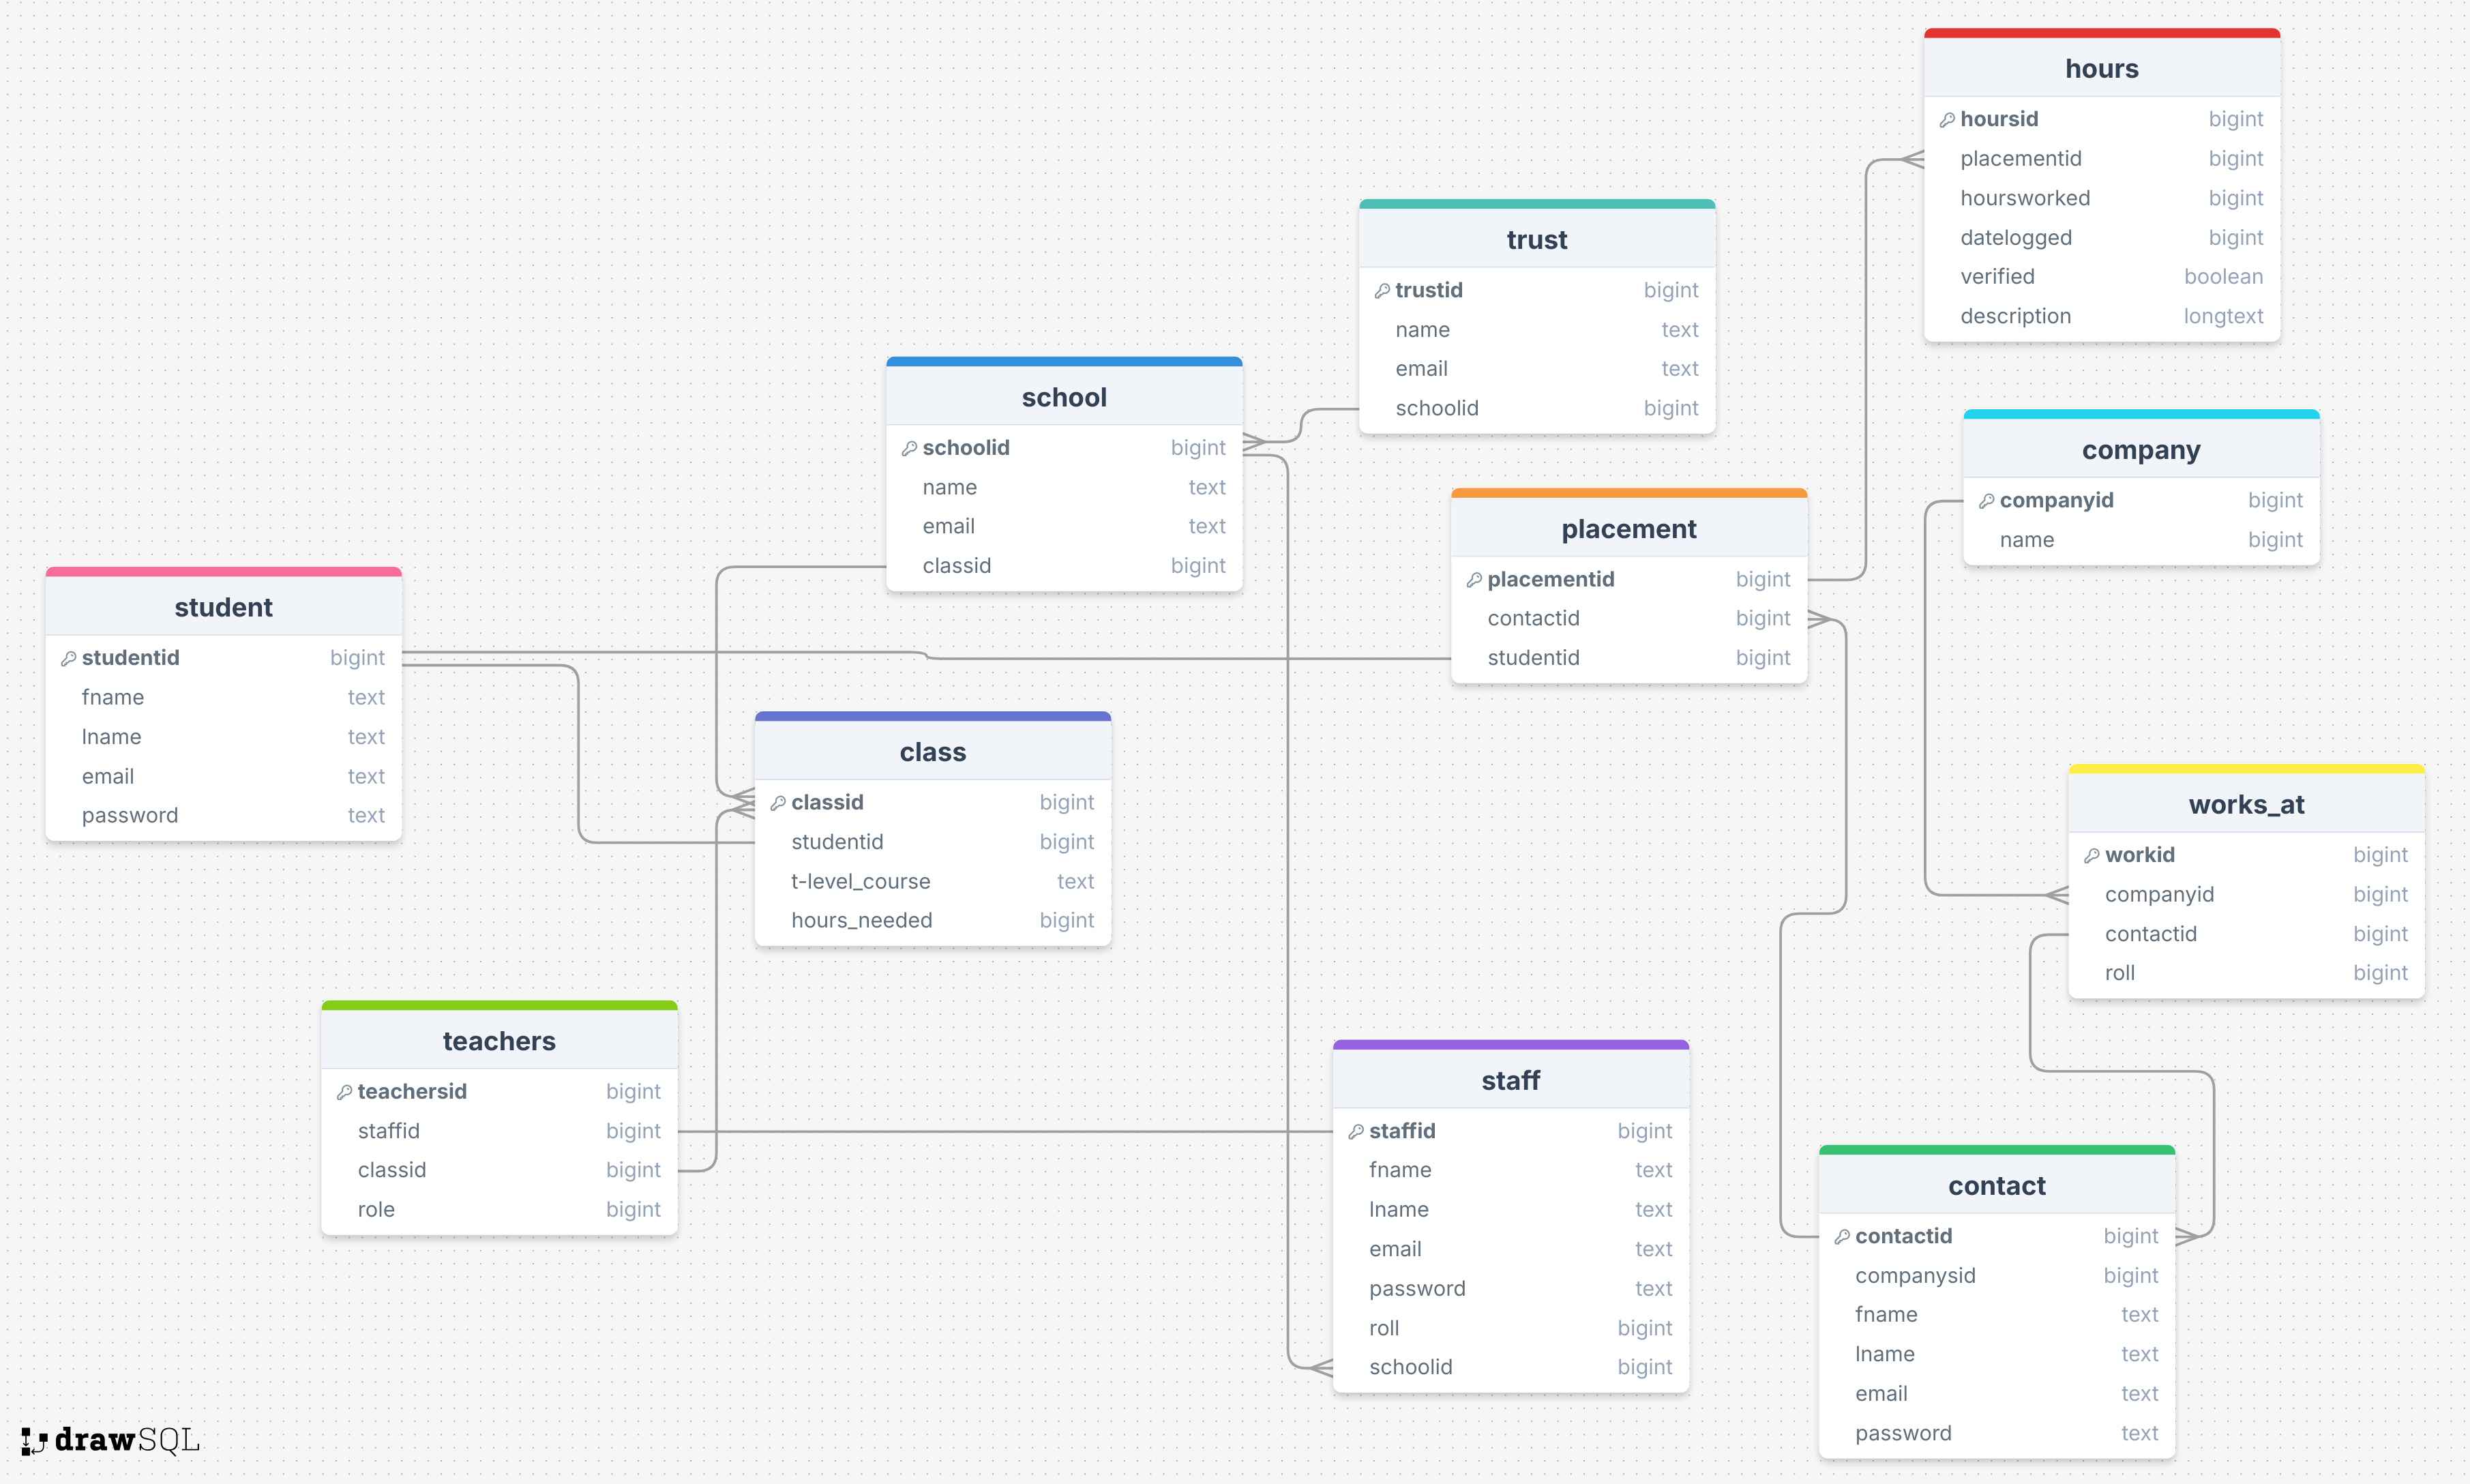 hours
hoursid bigint
placementid bigint
hoursworked bigint
datelogged bigint
verified boolean
description longtext
trust
trustid bigint
name text
email text
schoolid bigint
school
schoolid bigint
name text
email text
classid bigint
company
companyid bigint
name bigint
placement
placementid bigint
contactid bigint
studentid bigint
student
studentid bigint
fname text
lname text
email text
password text
class
classid bigint
studentid bigint
t-level_course text
hours_needed bigint
works_at
workid bigint
companyid bigint
contactid bigint
roll bigint
teachers
teachersid bigint
staffid bigint
classid bigint
role bigint
staff
staffid bigint
fname text
lname text
email text
password text
roll bigint
schoolid bigint
contact
contactid bigint
companysid bigint
fname text
lname text
email text
password text
drawSQL